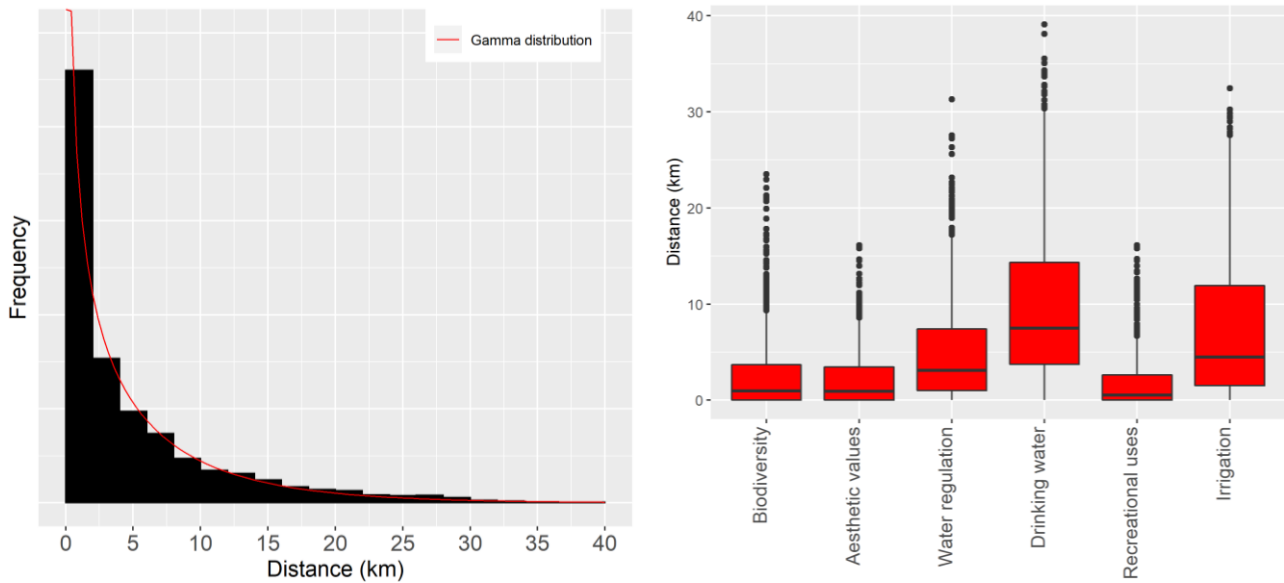 Gamma distribution
Frequency
0 5 10 15 20 25 30 35 40
Distance (km)
40
30
20
10
0
Distance (km)
Biodiversity
Aesthetic values
Water regulation
Drinking water
Recreational uses
Irrigation